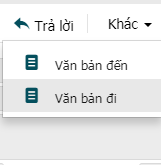 Trả lời Khác
Văn bản đến
Văn bản đi